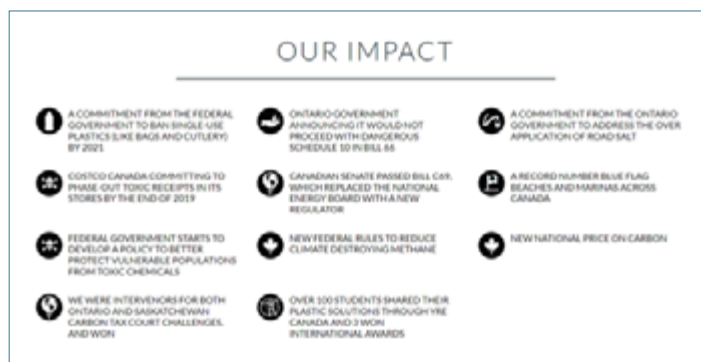 OUR IMPACT
A COMMITMENT FROM THE FEDERAL
GOVERNMENT TO BAN SINGLE-USE
PLASTICS (LIKE BAGS AND CUTLERY)
BY 2021
ONTARIO GOVERNMENT
ANNOUNCING IT WOULD NOT
PROCEED WITH DANGEROUS
SCHEDULE 10 IN BILL 66
A COMMITMENT FROM THE ONTARIO
GOVERNMENT TO ADDRESS THE OVER
APPLICATION OF ROAD SALT
COSTCO CANADA COMMITTING TO
PHASE-OUT TOXIC RECEIPTS IN ITS
STORES BY THE END OF 2019
CANADIAN SENATE PASSED BILL C69,
WHICH REPLACED THE NATIONAL
ENERGY BOARD WITH A NEW
REGULATOR
A RECORD NUMBER BLUE FLAG
BEACHES AND MARINAS ACROSS
CANADA
FEDERAL GOVERNMENT STARTS TO
DEVELOP A POLICY TO BETTER
PROTECT VULNERABLE POPULATIONS
FROM TOXIC CHEMICALS
NEW FEDERAL RULES TO REDUCE
CLIMATE DESTROYING METHANE
NEW NATIONAL PRICE ON CARBON
WE WERE INTERVENORS FOR BOTH
ONTARIO AND SASKATCHEWAN
CARBON TAX COURT CHALLENGES,
AND WON
OVER 100 STUDENTS SHARED THEIR
PLASTIC SOLUTIONS THROUGH YRE
CANADA AND 3 WON
INTERNATIONAL AWARDS